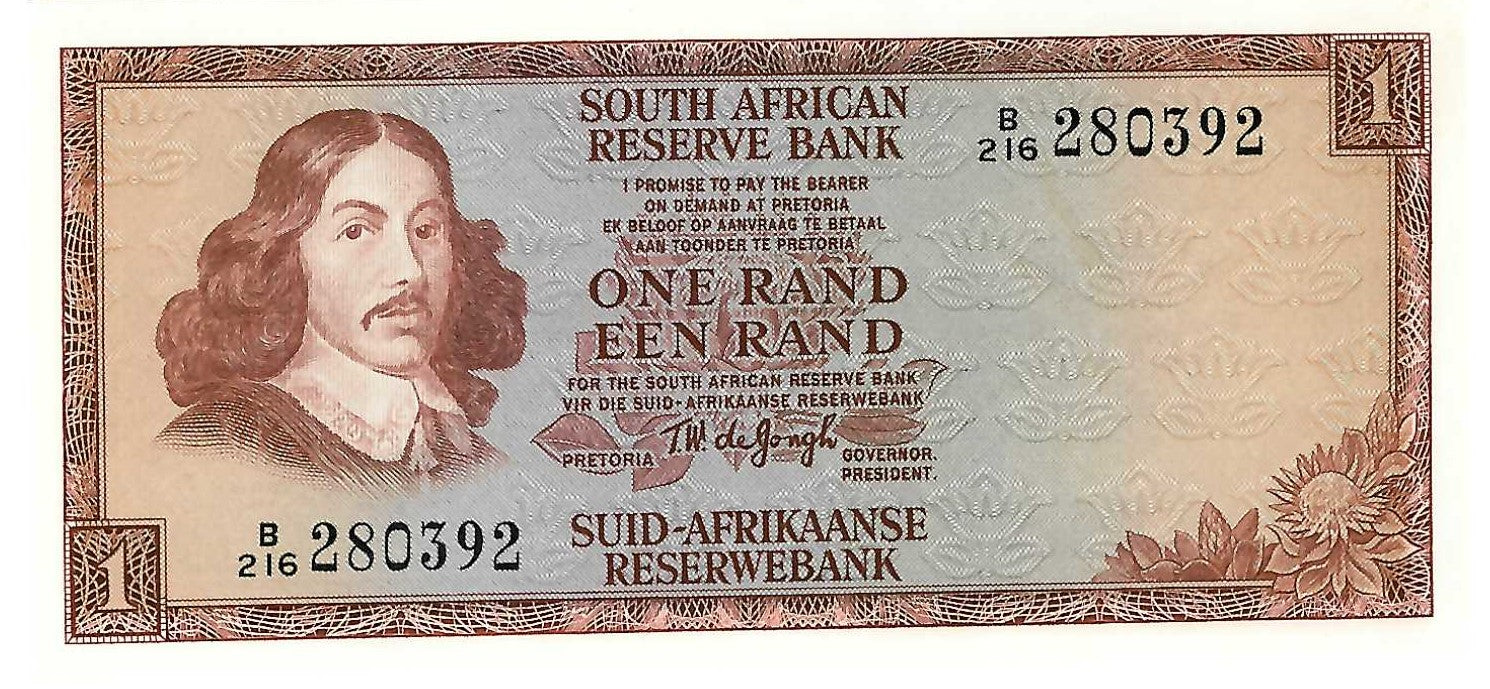 1
SOUTH AFRICAN
RESERVE BANK
B
216 280392
I PROMISE TO PAY THE BEARER
ON DEMAND AT PRETORIA
EK BELOOF OP AANVRAAG TE BETAAL
AAN TOONDER TE PRETORIA
ONE RAND
EEN RAND
FOR THE SOUTH AFRICAN RESERVE BANK
VIR DIE SUID-AFRIKAANSE RESERWEBANK
T.W. de Jongh
PRETORIA
GOVERNOR.
PRESIDENT.
B
216 280392
SUID-AFRIKAANSE
RESERWEBANK
1